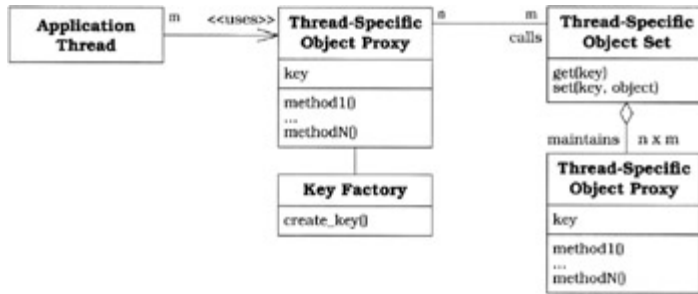 Application
Thread
m
<<uses>>
Thread-Specific
Object Proxy
key
method1()
...
methodN()
n
m
calls
Thread-Specific
Object Set
get(key)
set(key, object)
maintains
n x m
Key Factory
create_key()
Thread-Specific
Object Proxy
key
method1()
...
methodN()